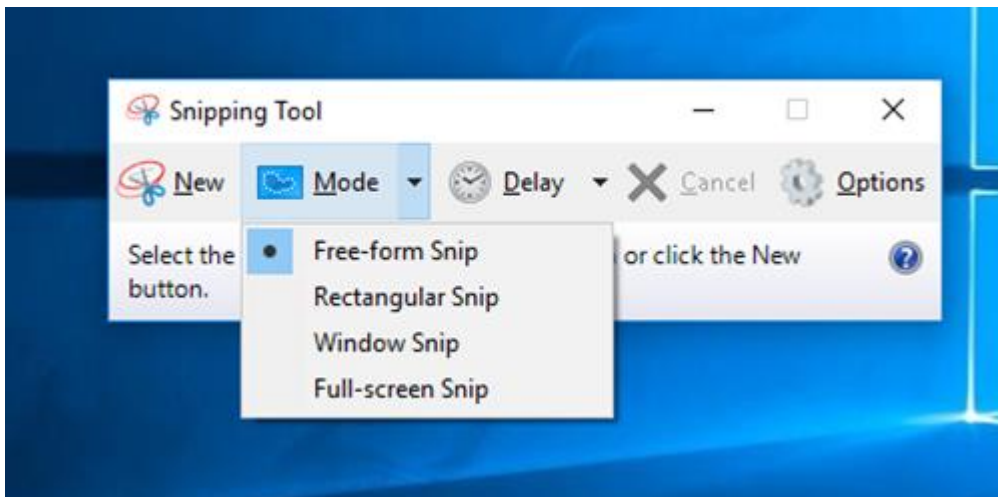 Snipping Tool
New Mode Delay Cancel Options
Select the or click the New
button.
Free-form Snip
Rectangular Snip
Window Snip
Full-screen Snip